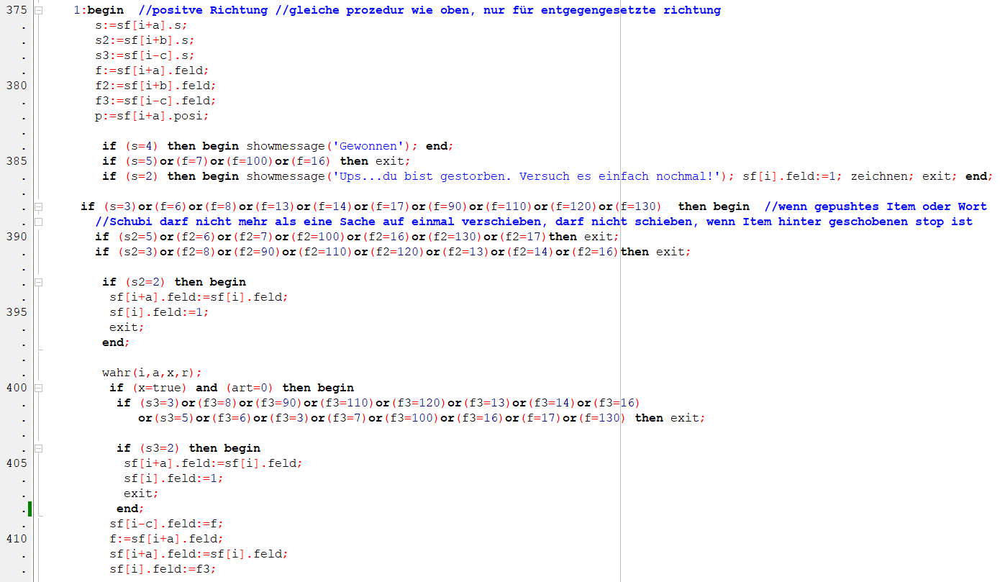 375 1:begin //positve Richtung //gleiche prozedur wie oben, nur für entgegengesetzte richtung
. s:=sf[i+a].s;
. s2:=sf[i+b].s;
. s3:=sf[i-c].s;
. f:=sf[i+a].feld;
380 f2:=sf[i+b].feld;
. f3:=sf[i-c].feld;
. p:=sf[i+a].posi;
.
. if (s=4) then begin showmessage('Gewonnen'); end;
385 if (s=5)or(f=7)or(f=100)or(f=16) then exit;
. if (s=2) then begin showmessage('Ups...du bist gestorben. Versuch es einfach nochmal!'); sf[i].feld:=1; zeichnen; exit; end;
.
. if (s=3)or(f=6)or(f=8)or(f=13)or(f=14)or(f=17)or(f=90)or(f=110)or(f=120)or(f=130) then begin //wenn gepushtes Item oder Wort
. //Schubi darf nicht mehr als eine Sache auf einmal verschieben, darf nicht schieben, wenn Item hinter geschobenen stop ist
390 if (s2=5)or(f2=6)or(f2=7)or(f2=100)or(f2=16)or(f2=130)or(f2=17)then exit;
. if (s2=3)or(f2=8)or(f2=90)or(f2=110)or(f2=120)or(f2=13)or(f2=14)or(f2=16)then exit;
.
. if (s2=2) then begin
. sf[i+a].feld:=sf[i].feld;
395 sf[i].feld:=1;
. exit;
. end;
.
. wahr(i,a,x,r);
400 if (x=true) and (art=0) then begin
. if (s3=3)or(f3=8)or(f3=90)or(f3=110)or(f3=120)or(f3=13)or(f3=14)or(f3=16)
. or(s3=5)or(f3=6)or(f3=3)or(f3=7)or(f3=100)or(f3=16)or(f=17)or(f=130) then exit;
.
. if (s3=2) then begin
405 sf[i+a].feld:=sf[i].feld;
. sf[i].feld:=1;
. exit;
. end;
. sf[i-c].feld:=f;
410 f:=sf[i+a].feld;
. sf[i+a].feld:=sf[i].feld;
. sf[i].feld:=f3;